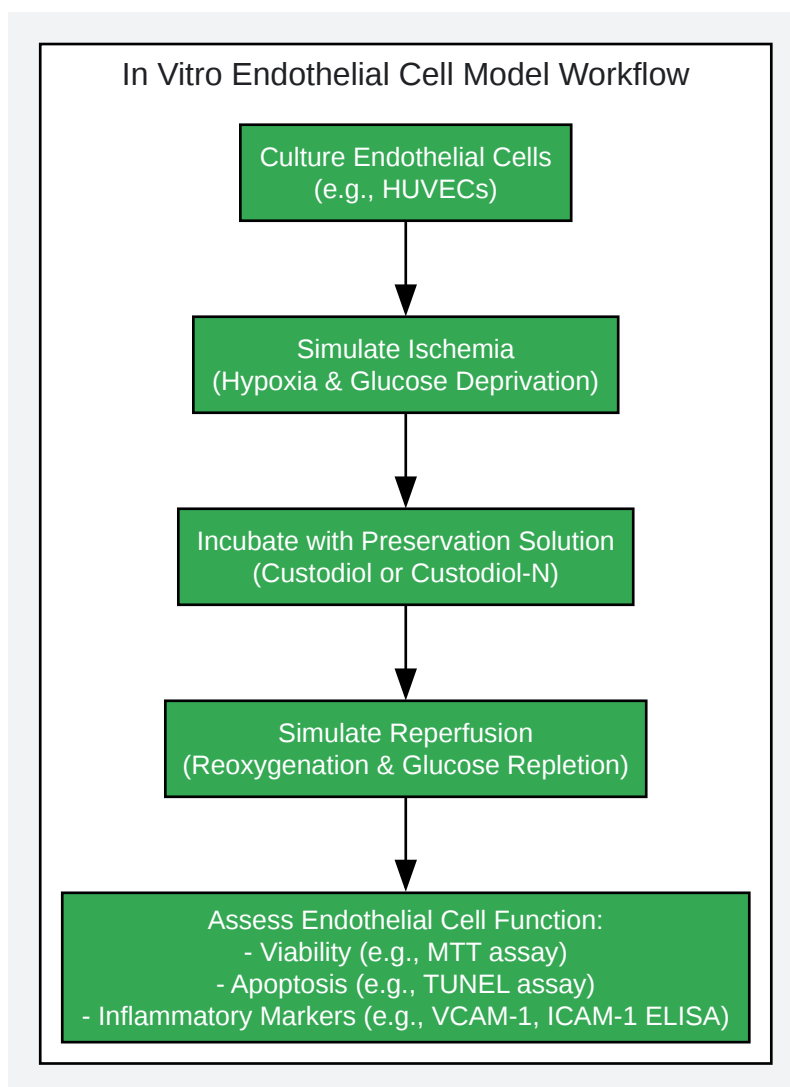 In Vitro Endothelial Cell Model Workflow
Culture Endothelial Cells
(e.g., HUVECs)
Simulate Ischemia
(Hypoxia & Glucose Deprivation)
Incubate with Preservation Solution
(Custodiol or Custodiol-N)
Simulate Reperfusion
(Reoxygenation & Glucose Repletion)
Assess Endothelial Cell Function:
- Viability (e.g., MTT assay)
- Apoptosis (e.g., TUNEL assay)
- Inflammatory Markers (e.g., VCAM-1, ICAM-1 ELISA)